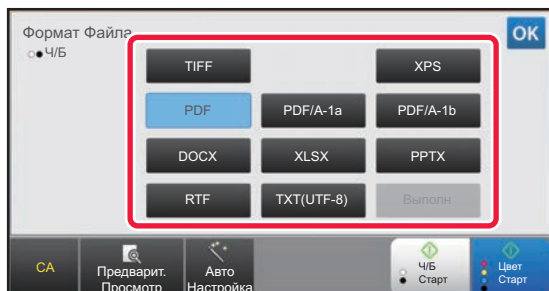 Формат Файла
OK
Ч/Б
TIFF
XPS
PDF
PDF/A-1a
PDF/A-1b
DOCX
XLSX
PPTX
RTF
TXT(UTF-8)
Выполн
CA
Предварит.
Просмотр
Авто
Настройка
Ч/Б
Старт
Цвет
Старт